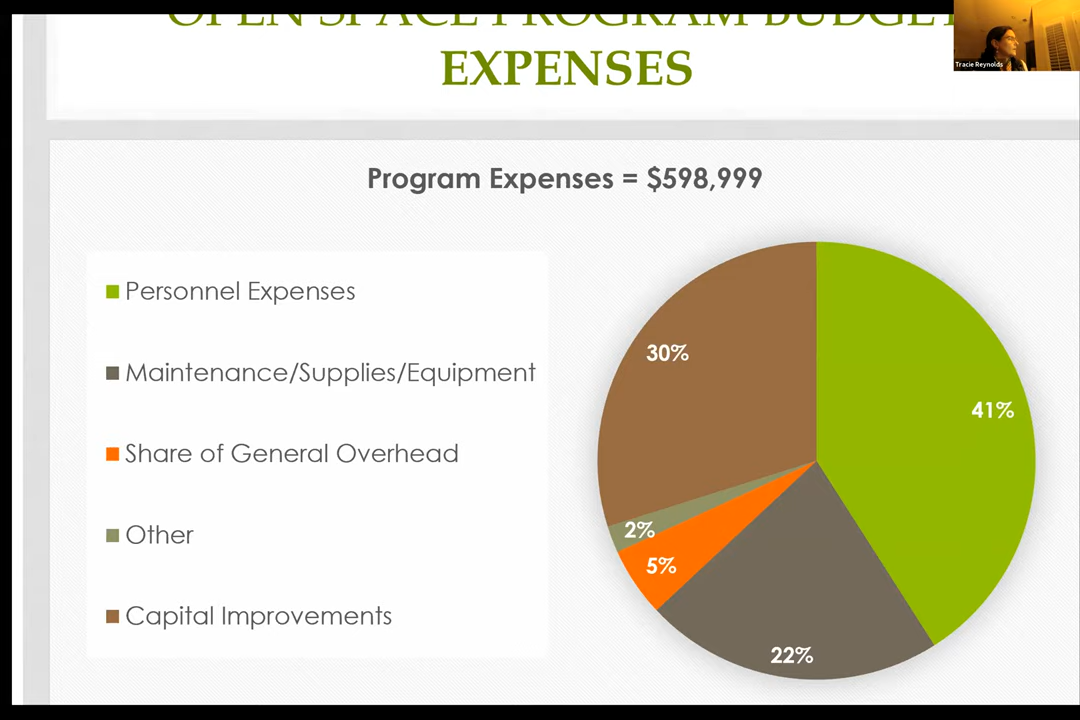 OPEN SPACE PROGRAM BUDGET
EXPENSES
Tracie Reynolds
Program Expenses = $598,999
Personnel Expenses
Maintenance/Supplies/Equipment
Share of General Overhead
Other
Capital Improvements
30%
41%
2%
5%
22%